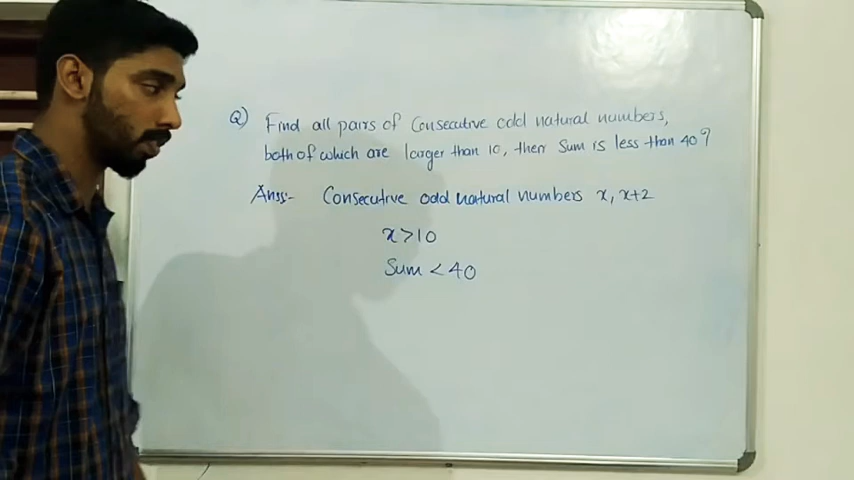 Q) Find all pairs of Consecutive odd natural numbers,
both of which are larger than 10, their Sum is less than 40?
Anss:- Consecutive odd natural numbers x, x+2
x>10
Sum < 40